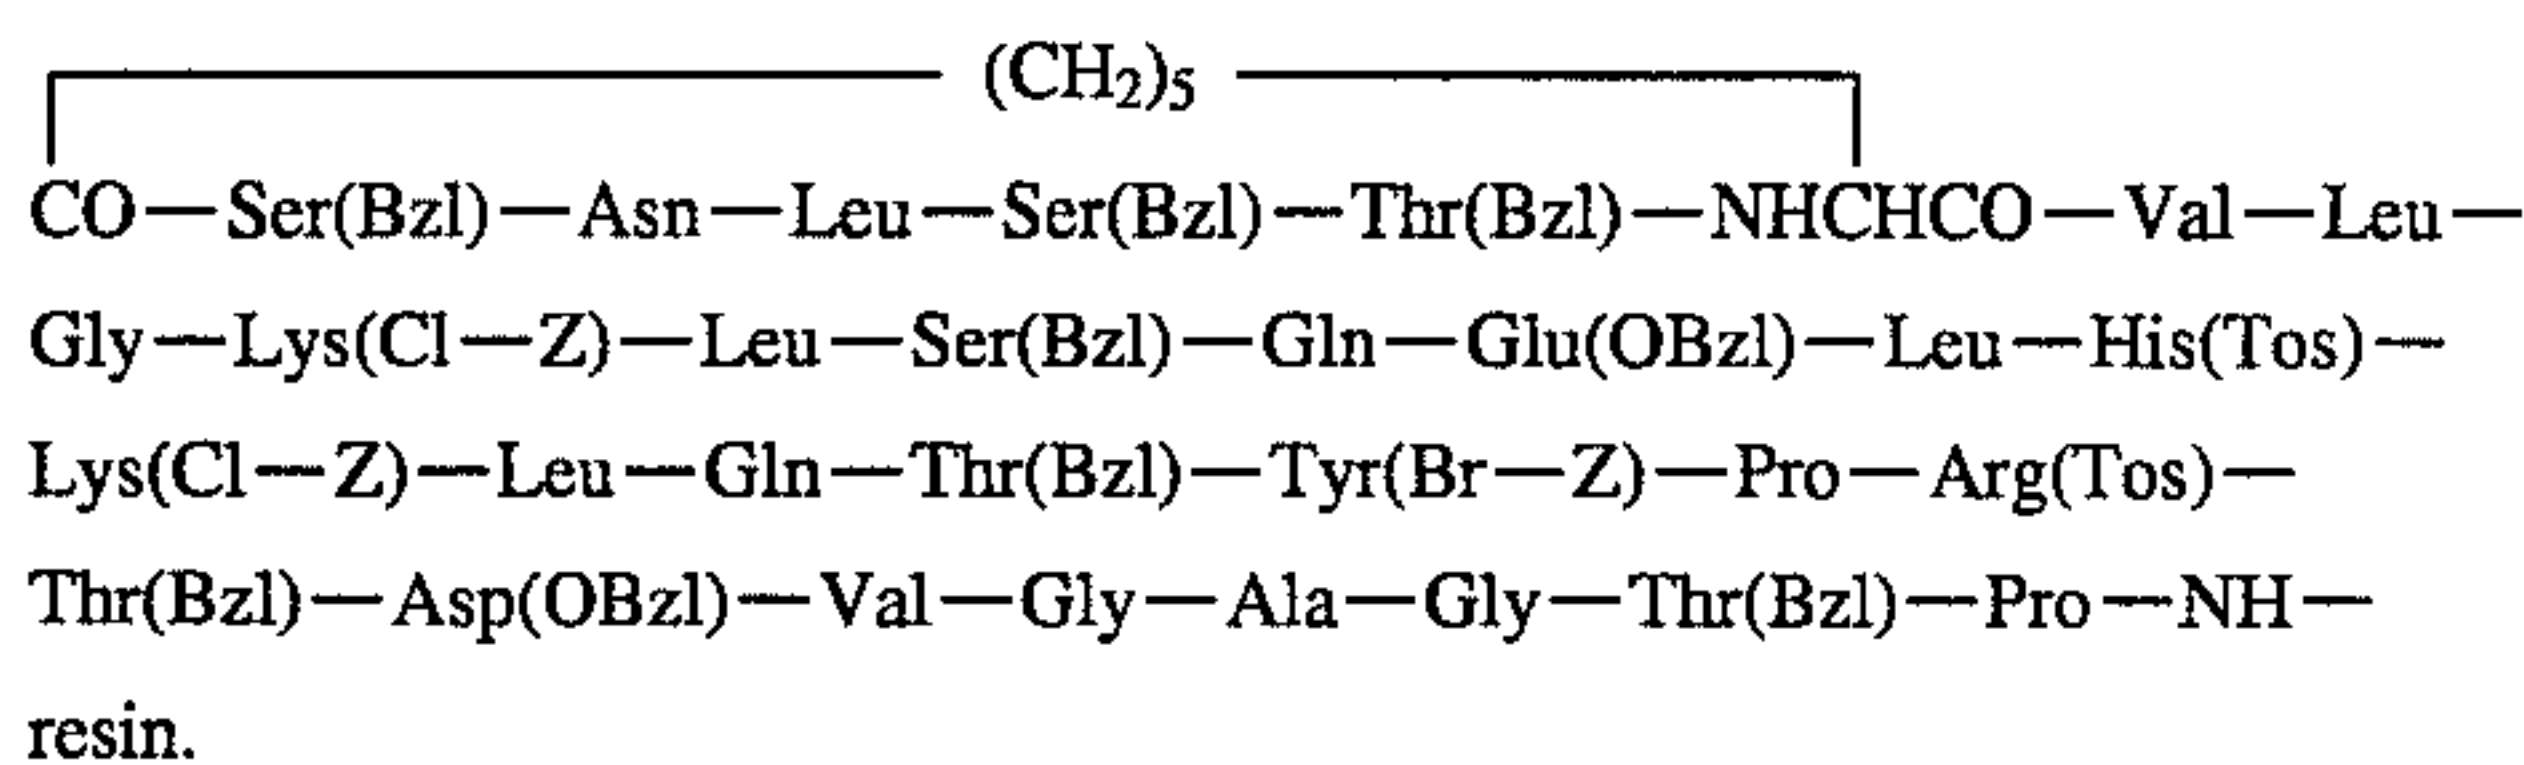 (CH₂)₅
CO—Ser(Bzl)—Asn—Leu—Ser(Bzl)—Thr(Bzl)—NHCHCO—Val—Leu—
Gly—Lys(Cl—Z)—Leu—Ser(Bzl)—Gln—Glu(OBzl)—Leu—His(Tos)—
Lys(Cl—Z)—Leu—Gln—Thr(Bzl)—Tyr(Br—Z)—Pro—Arg(Tos)—
Thr(Bzl)—Asp(OBzl)—Val—Gly—Ala—Gly—Thr(Bzl)—Pro—NH—
resin.